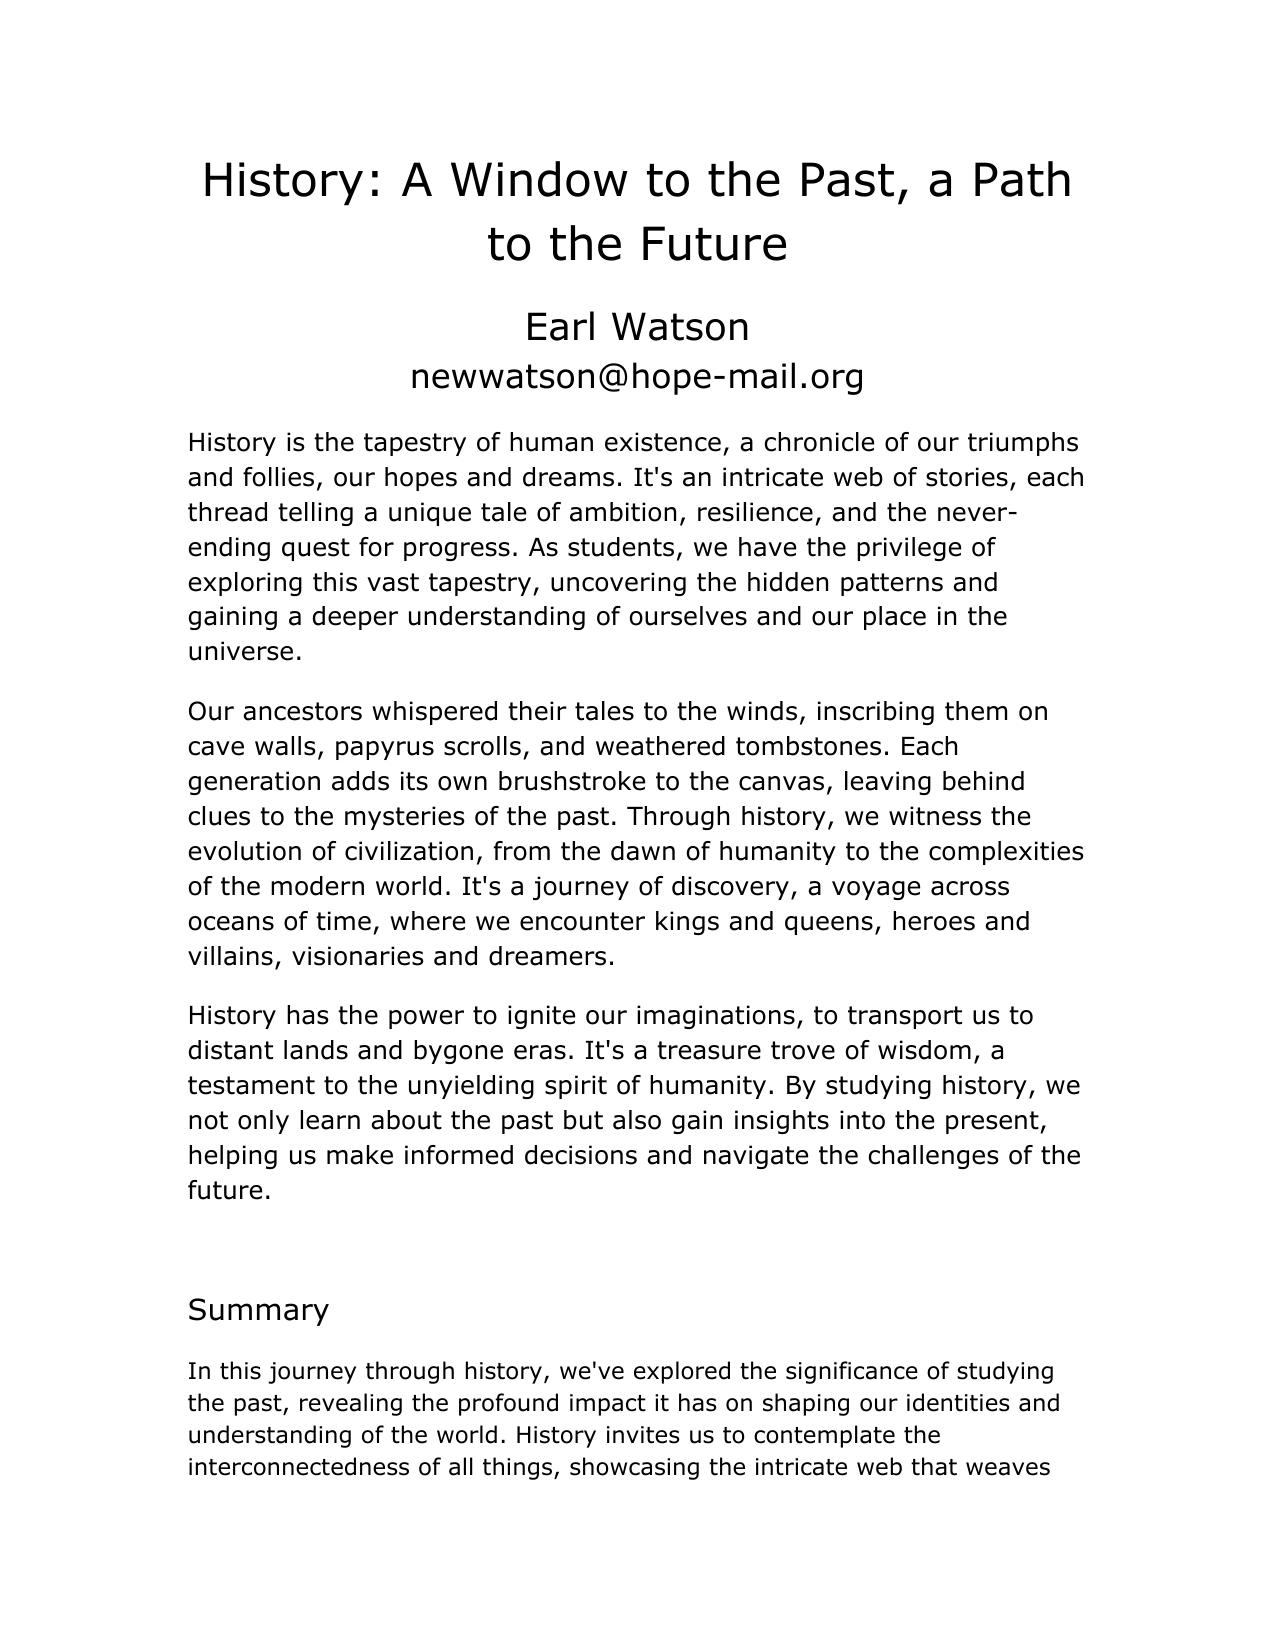 History: A Window to the Past, a Path
to the Future
Earl Watson
newwatson@hope-mail.org
History is the tapestry of human existence, a chronicle of our triumphs
and follies, our hopes and dreams. It's an intricate web of stories, each
thread telling a unique tale of ambition, resilience, and the never-
ending quest for progress. As students, we have the privilege of
exploring this vast tapestry, uncovering the hidden patterns and
gaining a deeper understanding of ourselves and our place in the
universe.
Our ancestors whispered their tales to the winds, inscribing them on
cave walls, papyrus scrolls, and weathered tombstones. Each
generation adds its own brushstroke to the canvas, leaving behind
clues to the mysteries of the past. Through history, we witness the
evolution of civilization, from the dawn of humanity to the complexities
of the modern world. It's a journey of discovery, a voyage across
oceans of time, where we encounter kings and queens, heroes and
villains, visionaries and dreamers.
History has the power to ignite our imaginations, to transport us to
distant lands and bygone eras. It's a treasure trove of wisdom, a
testament to the unyielding spirit of humanity. By studying history, we
not only learn about the past but also gain insights into the present,
helping us make informed decisions and navigate the challenges of the
future.
Summary
In this journey through history, we've explored the significance of studying
the past, revealing the profound impact it has on shaping our identities and
understanding of the world. History invites us to contemplate the
interconnectedness of all things, showcasing the intricate web that weaves